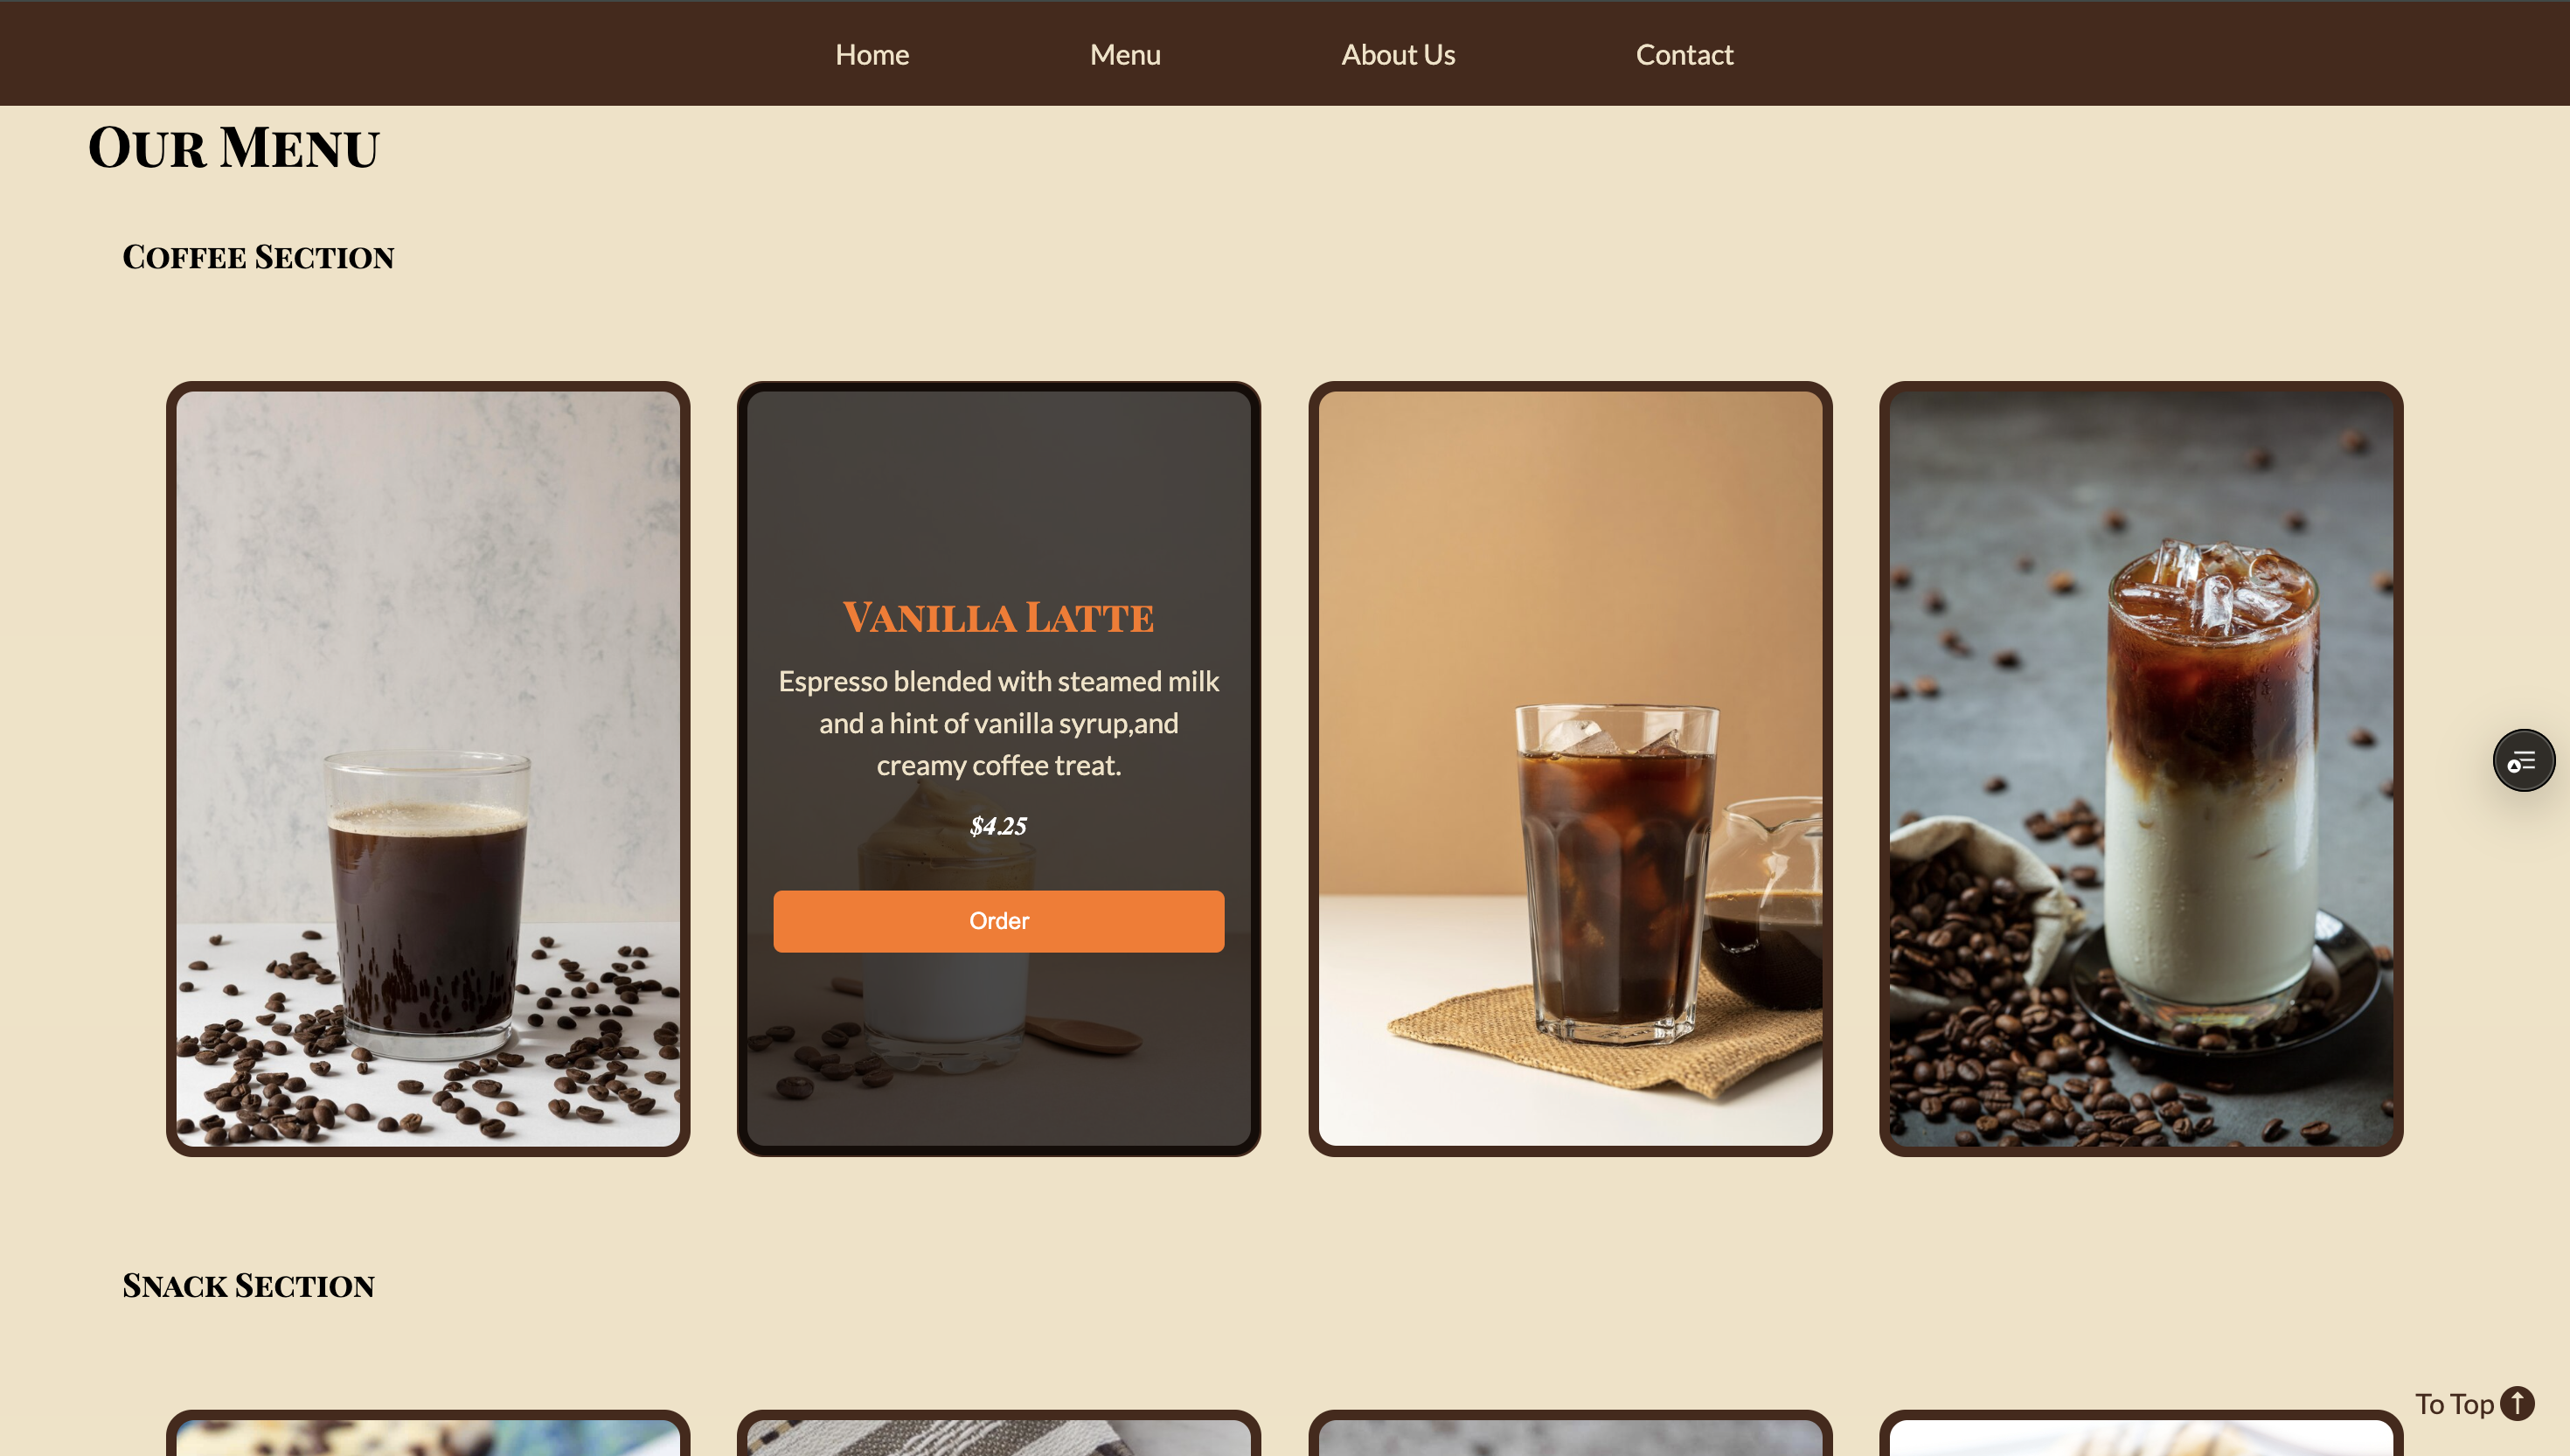 Home Menu About Us Contact
Our Menu
Coffee Section
Vanilla Latte
Espresso blended with steamed milk
and a hint of vanilla syrup,and
creamy coffee treat.
$4.25
Order
Snack Section
To Top